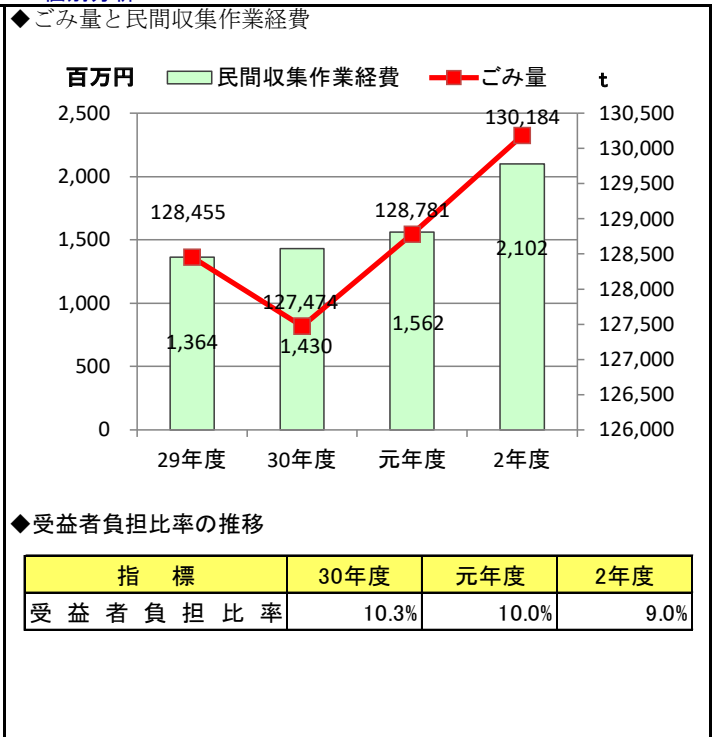 ◆ごみ量と民間収集作業経費
百万円 民間収集作業経費 ごみ量 t
2,500 130,500
2,000 130,000
1,500 129,500
1,000 129,000
500 128,500
0 128,000
127,500
127,000
126,500
126,000
128,455 127,474 128,781 130,184
1,364 1,430 1,562 2,102
29年度 30年度 元年度 2年度
◆受益者負担比率の推移
指 標 30年度 元年度 2年度
受益者負担比率 10.3% 10.0% 9.0%